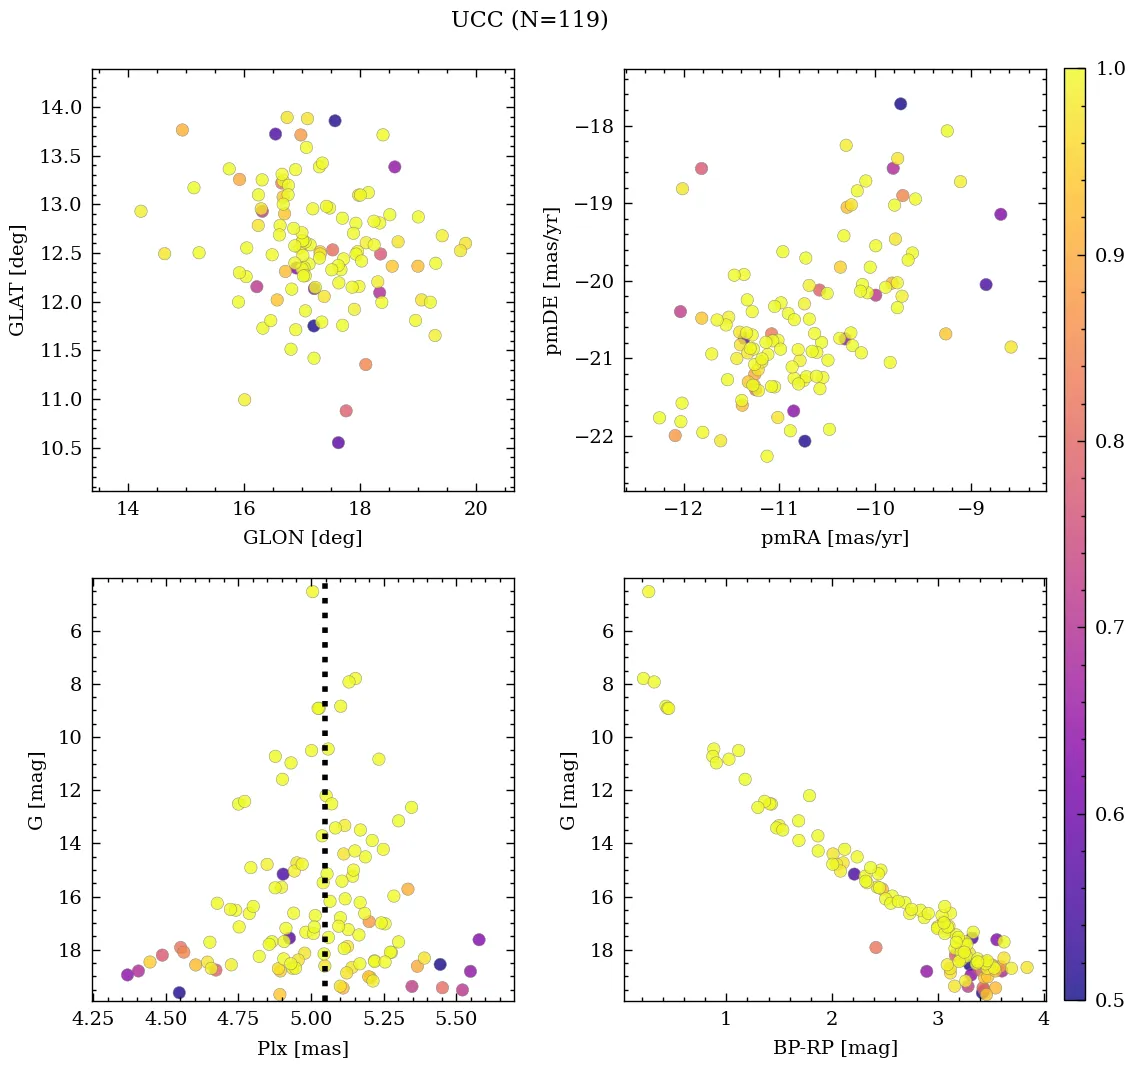 UCC (N=119)
14.0
13.5
13.0
12.5
12.0
11.5
11.0
10.5
GLAT [deg]
14 16 18 20
GLON [deg]
−18
−19
−20
−21
−22
pmDE [mas/yr]
−12 −11 −10 −9
pmRA [mas/yr]
6
8
10
12
14
16
18
G [mag]
4.25 4.50 4.75 5.00 5.25 5.50
Plx [mas]
6
8
10
12
14
16
18
G [mag]
1 2 3 4
BP-RP [mag]
1.0
0.9
0.8
0.7
0.6
0.5